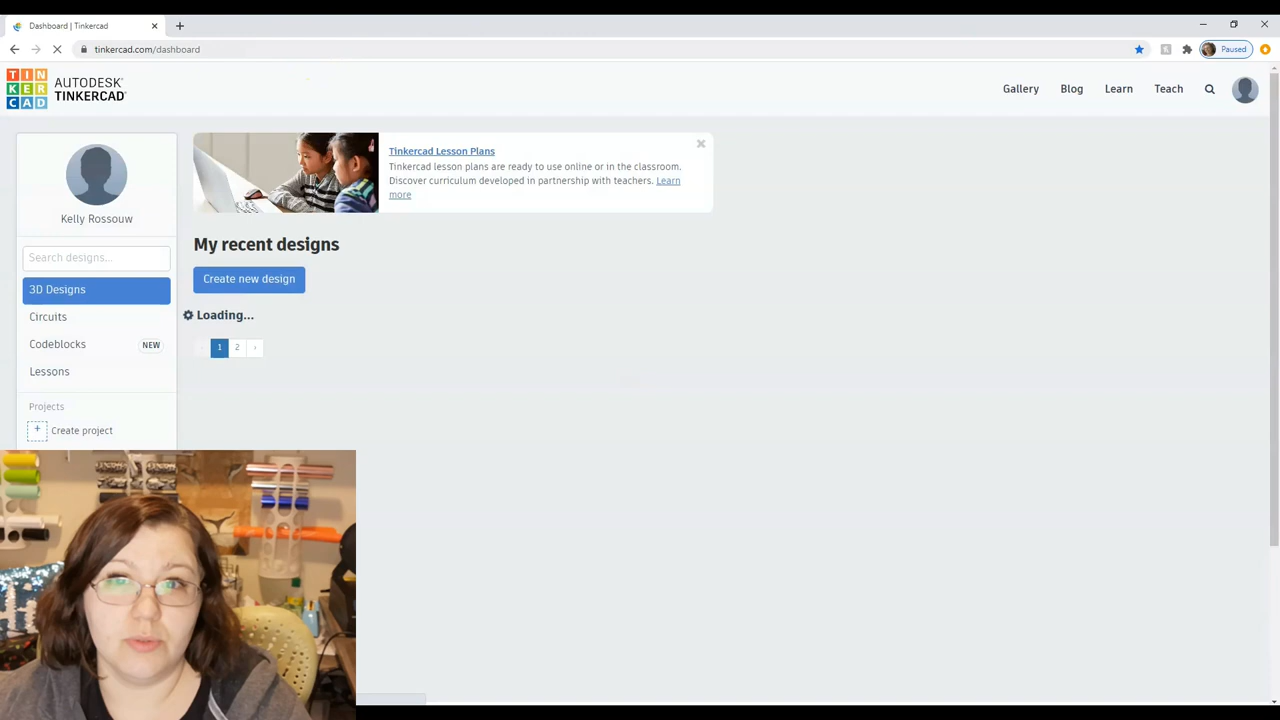 Dashboard | Tinkercad
tinkercad.com/dashboard
Paused
TIN
KER
CAD
AUTODESK®
TINKERCAD®
Gallery
Blog
Learn
Teach
Kelly Rossouw
Search designs...
3D Designs
Circuits
Codeblocks
NEW
Lessons
Projects
+ Create project
Tinkercad Lesson Plans
Tinkercad lesson plans are ready to use online or in the classroom.
Discover curriculum developed in partnership with teachers. Learn
more
My recent designs
Create new design
Loading...
1 2 ›